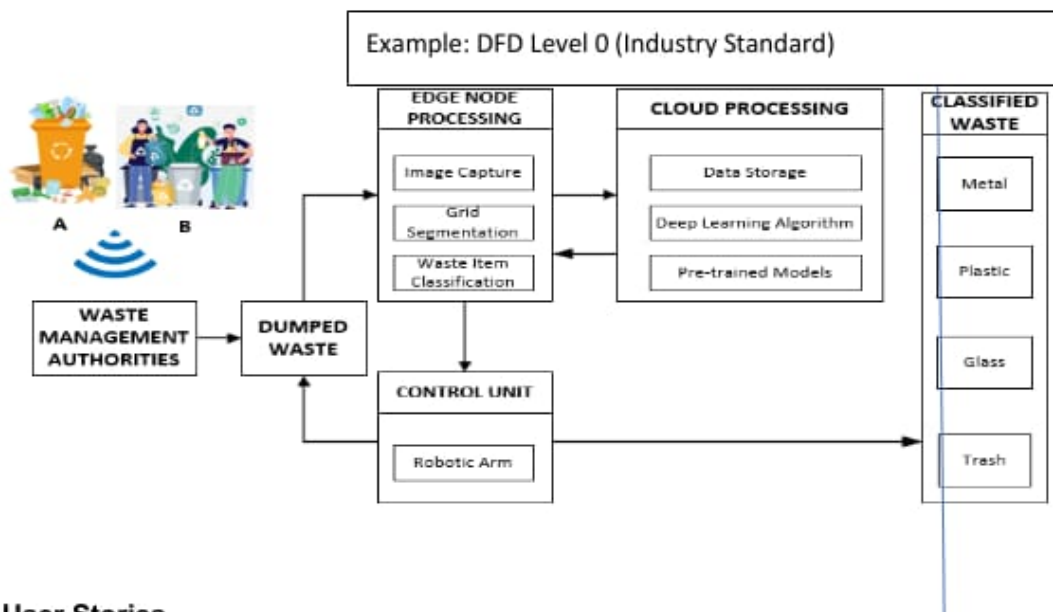 Example: DFD Level 0 (Industry Standard)
EDGE NODE
PROCESSING
Image Capture
Grid
Segmentation
Waste Item
Classification
CLOUD PROCESSING
Data Storage
Deep Learning Algorithm
Pre-trained Models
CLASSIFIED
WASTE
Metal
Plastic
Glass
Trash
A
B
WASTE
MANAGEMENT
AUTHORITIES
DUMPED
WASTE
CONTROL UNIT
Robotic Arm
User Stories